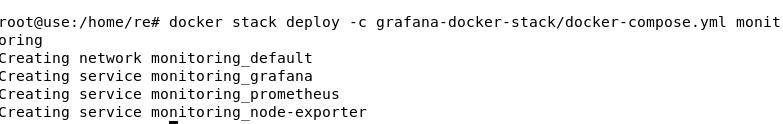 root@use:/home/re# docker stack deploy -c grafana-docker-stack/docker-compose.yml monit
oring
Creating network monitoring_default
Creating service monitoring_grafana
Creating service monitoring_prometheus
Creating service monitoring_node-exporter